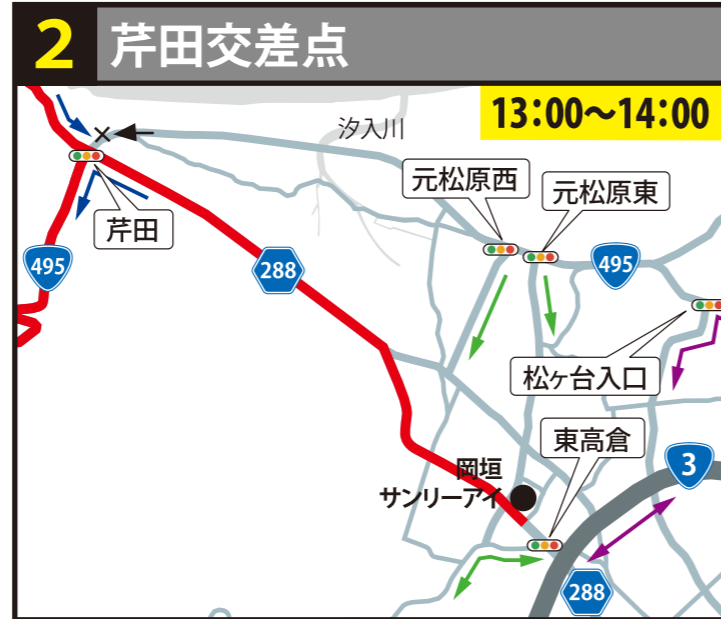 2 芹田交差点
13:00〜14:00
汐入川
元松原西
元松原東
芹田
495
288
495
松ヶ台入口
東高倉
岡垣
サンリーアイ
3
288